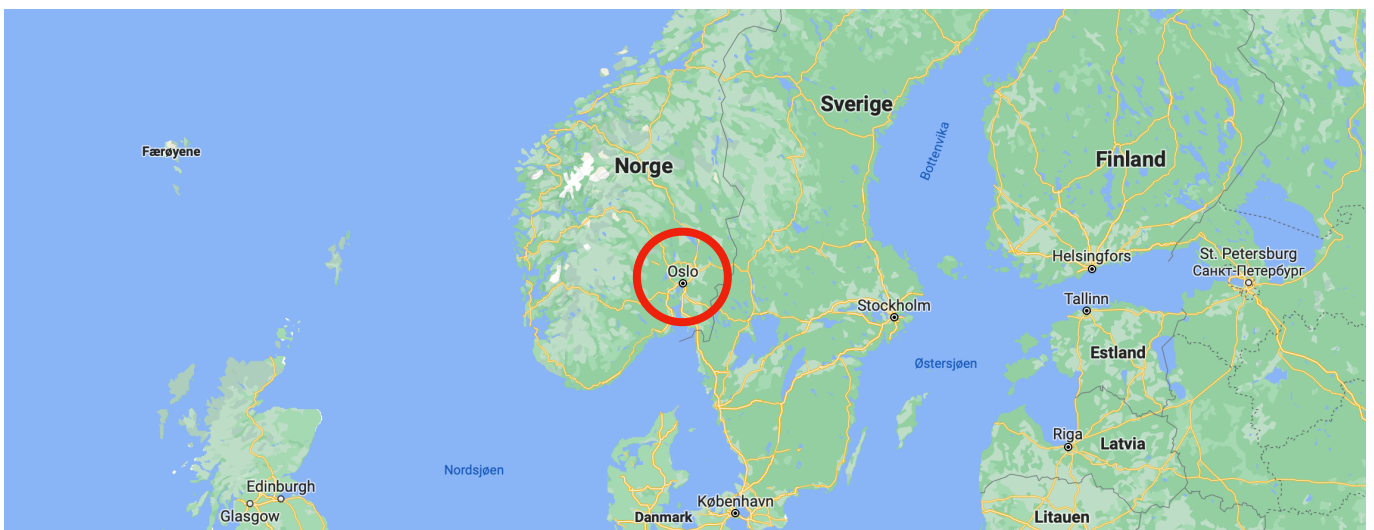 Sverige
Bottenvika
Færøyene
Norge
Finland
Oslo
Helsingfors
St. Petersburg
Санкт-Петербург
Stockholm
Tallinn
Estland
Østersjøen
Riga
Latvia
Nordsjøen
Edinburgh
Glasgow
København
Danmark
Litauen